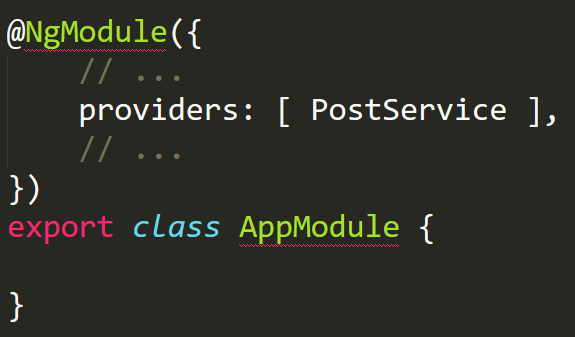 @NgModule({
    // ...
    providers: [ PostService ],
    // ...
})
export class AppModule {
}